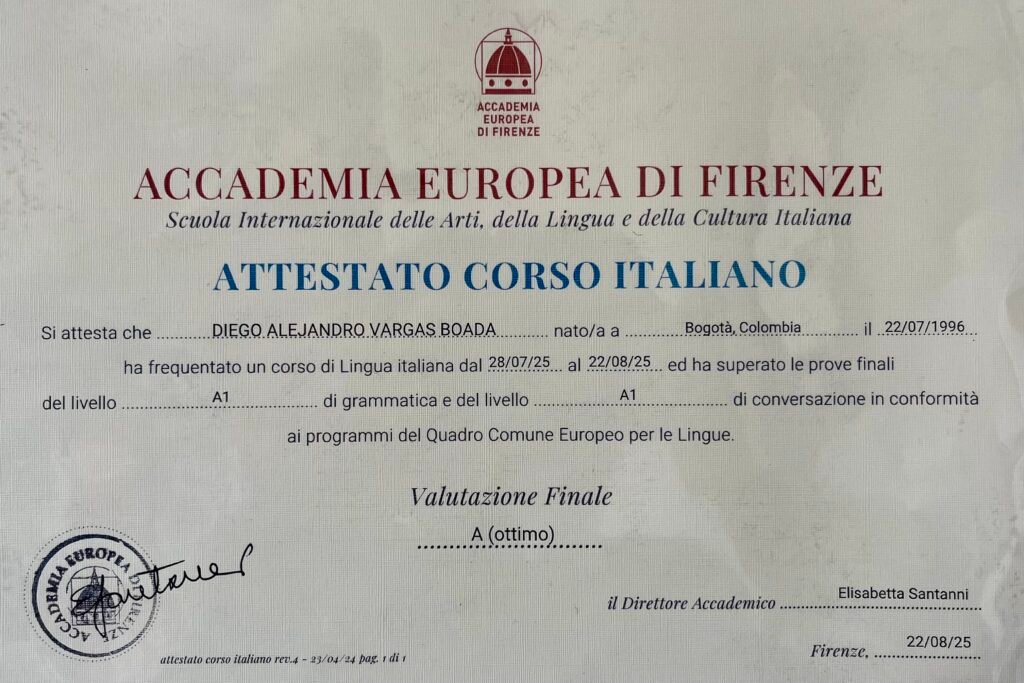 ACCADEMIA
EUROPEA
DI FIRENZE
ACCADEMIA EUROPEA DI FIRENZE
Scuola Internazionale delle Arti, della Lingua e della Cultura Italiana
ATTESTATO CORSO ITALIANO
Si attesta che DIEGO ALEJANDRO VARGAS BOADA nato/a a Bogotà, Colombia il 22/07/1996
ha frequentato un corso di Lingua italiana dal 28/07/25 al 22/08/25 ed ha superato le prove finali
del livello A1 di grammatica e del livello A1 di conversazione in conformità
ai programmi del Quadro Comune Europeo per le Lingue.
Valutazione Finale
A (ottimo)
ACCADEMIA EUROPEA DI FIRENZE
il Direttore Accademico Elisabetta Santanni
Firenze, 22/08/25
attestato corso italiano rev.4 - 23/04/24 pag. 1 di 1